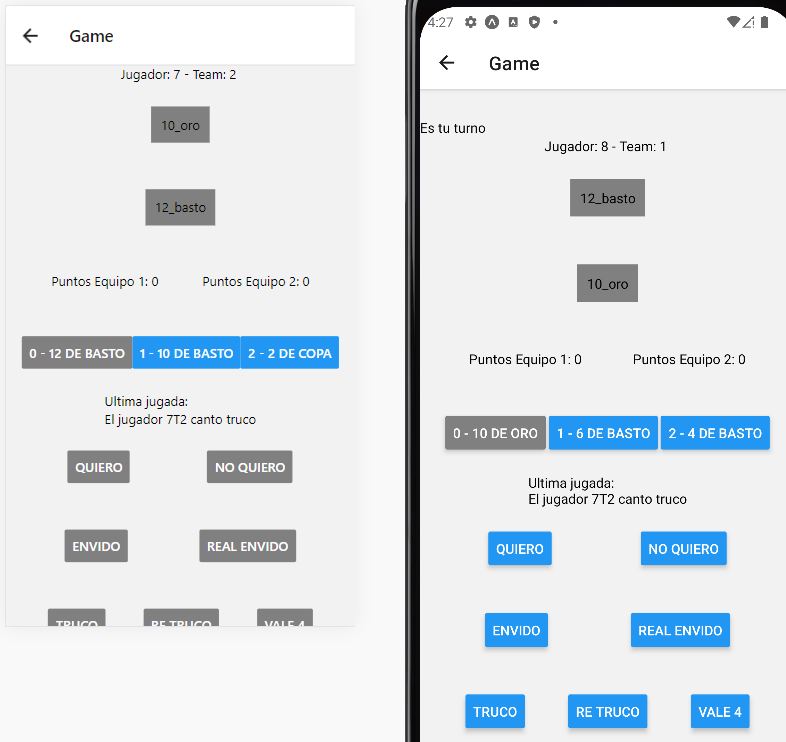 Game
Jugador: 7 - Team: 2
10_oro
12_basto
Puntos Equipo 1: 0 Puntos Equipo 2: 0
0 - 12 DE BASTO 1 - 10 DE BASTO 2 - 2 DE COPA
Ultima jugada:
El jugador 7T2 canto truco
QUIERO NO QUIERO
ENVIDO REAL ENVIDO
TRUCO RE TRUCO VALE 4
4:27
Game
Es tu turno
Jugador: 8 - Team: 1
12_basto
10_oro
Puntos Equipo 1: 0 Puntos Equipo 2: 0
0 - 10 DE ORO 1 - 6 DE BASTO 2 - 4 DE BASTO
Ultima jugada:
El jugador 7T2 canto truco
QUIERO NO QUIERO
ENVIDO REAL ENVIDO
TRUCO RE TRUCO VALE 4